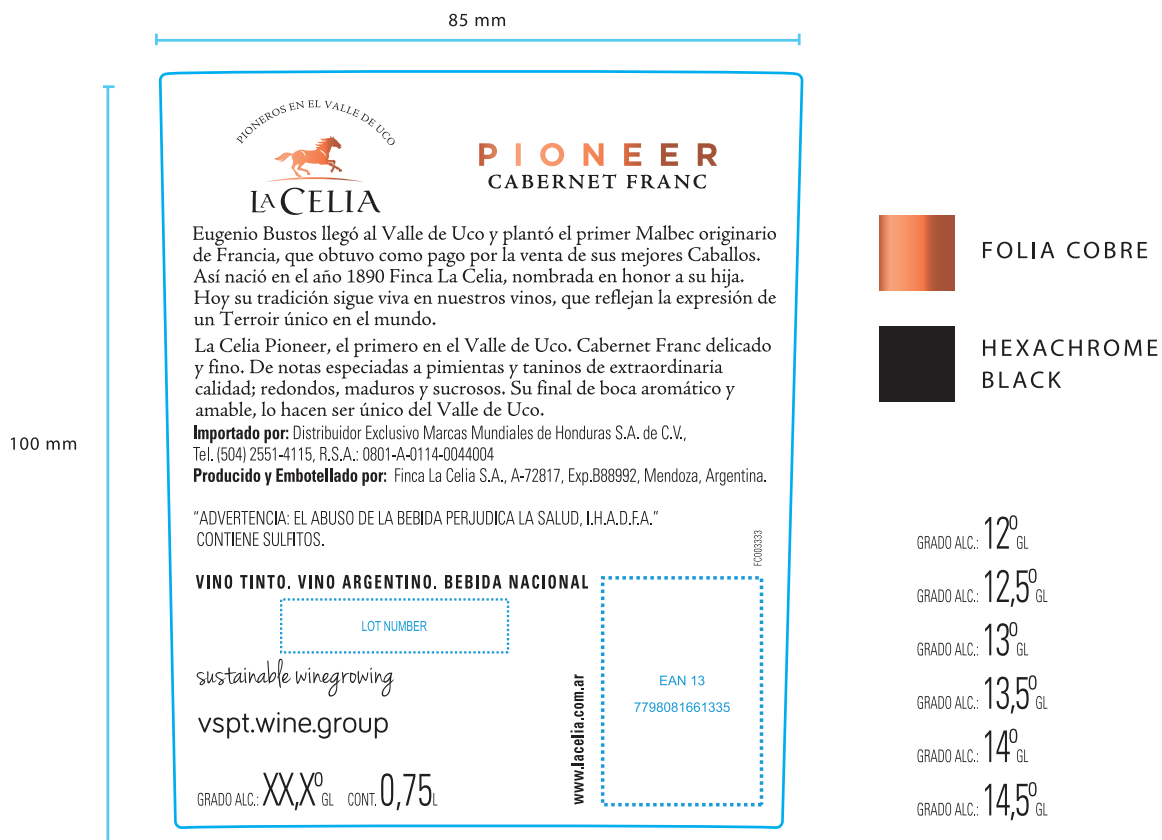 85 mm
100 mm
PIONEROS EN EL VALLE DE UCO
LA CELIA
PIONEER
CABERNET FRANC
Eugenio Bustos llegó al Valle de Uco y plantó el primer Malbec originario
de Francia, que obtuvo como pago por la venta de sus mejores Caballos.
Así nació en el año 1890 Finca La Celia, nombrada en honor a su hija.
Hoy su tradición sigue viva en nuestros vinos, que reflejan la expresión de
un Terroir único en el mundo.
La Celia Pioneer, el primero en el Valle de Uco. Cabernet Franc delicado
y fino. De notas especiadas a pimientas y taninos de extraordinaria
calidad; redondos, maduros y sucrosos. Su final de boca aromático y
amable, lo hacen ser único del Valle de Uco.
Importado por: Distribuidor Exclusivo Marcas Mundiales de Honduras S.A. de C.V.,
Tel. (504) 2551-4115, R.S.A.: 0801-A-0114-0044004
Producido y Embotellado por: Finca La Celia S.A., A-72817, Exp.B88992, Mendoza, Argentina.
"ADVERTENCIA: EL ABUSO DE LA BEBIDA PERJUDICA LA SALUD, I.H.A.D.F.A."
CONTIENE SULFITOS.
FC003333
VINO TINTO. VINO ARGENTINO. BEBIDA NACIONAL
LOT NUMBER
sustainable winegrowing
vspt.wine.group
GRADO ALC.: XX,X° GL CONT. 0,75L
www.lacelia.com.ar
EAN 13
7798081661335
FOLIA COBRE
HEXACHROME
BLACK
GRADO ALC.: 12° GL
GRADO ALC.: 12,5° GL
GRADO ALC.: 13° GL
GRADO ALC.: 13,5° GL
GRADO ALC.: 14° GL
GRADO ALC.: 14,5° GL